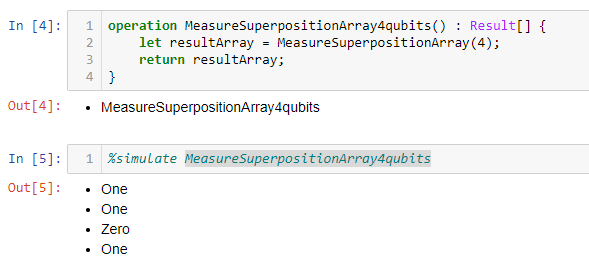 In [4]: 1 operation MeasureSuperpositionArray4qubits() : Result[] {
2     let resultArray = MeasureSuperpositionArray(4);
3     return resultArray;
4 }
Out[4]: • MeasureSuperpositionArray4qubits
In [5]: 1 %simulate MeasureSuperpositionArray4qubits
Out[5]: • One
• One
• Zero
• One